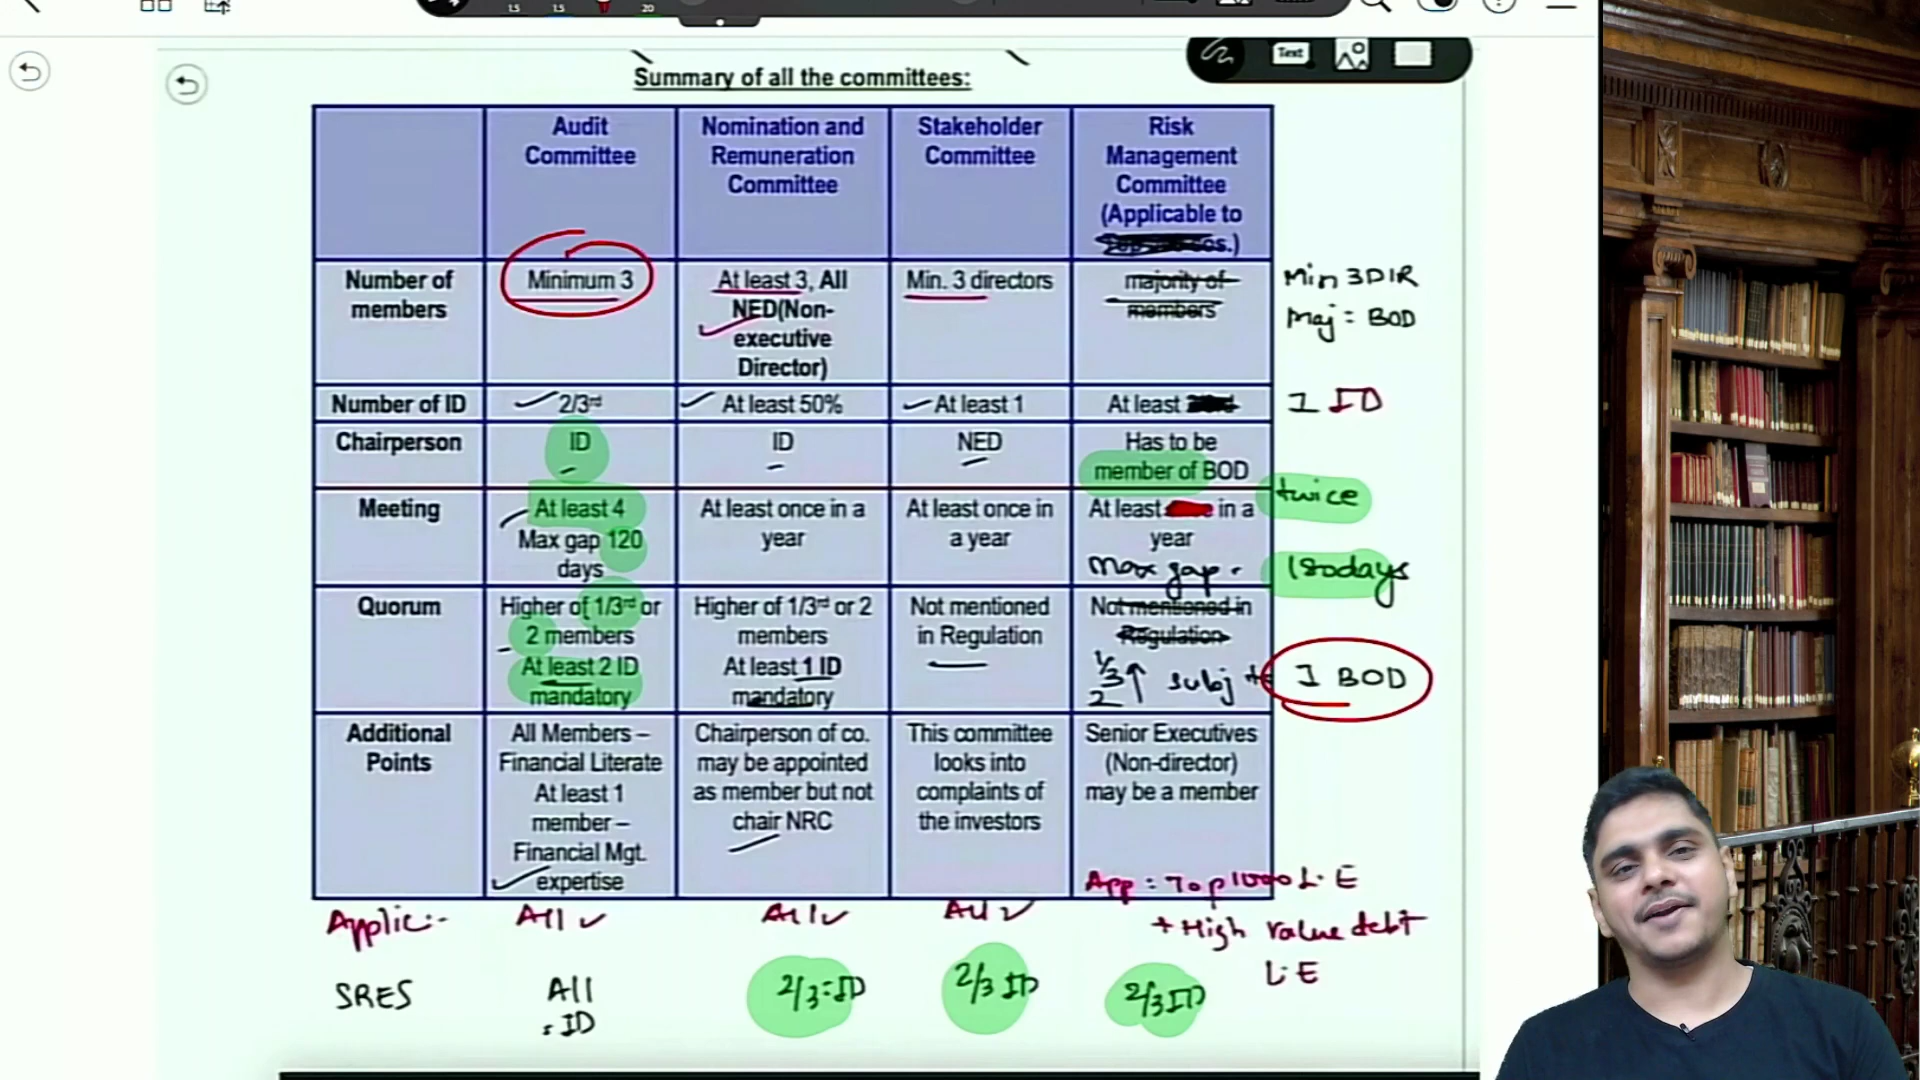 15
15
20
Text
Summary of all the committees:
Audit Committee
Nomination and Remuneration Committee
Stakeholder Committee
Risk Management Committee (Applicable to cos.)
Number of members
Minimum 3
At least 3, All NED(Non-executive Director)
Min. 3 directors
majority of members
Min 3 DIR
Maj = BOD
Number of ID
2/3rd
At least 50%
At least 1
At least
1 ID
Chairperson
ID
ID
NED
Has to be member of BOD
Meeting
At least 4
Max gap 120 days
At least once in a year
At least once in a year
At least in a year
Max gap
twice
180days
Quorum
Higher of 1/3rd or 2 members
At least 2 ID mandatory
Higher of 1/3rd or 2 members
At least 1 ID mandatory
Not mentioned in Regulation
Not mentioned in Regulation
1/3
2 ↑ subj to
1 BOD
Additional Points
All Members – Financial Literate
At least 1 member – Financial Mgt. expertise
Chairperson of co. may be appointed as member but not chair NRC
This committee looks into complaints of the investors
Senior Executives (Non-director) may be a member
App = Top 1000 L.E
+ High value debt
L.E
Applic:-
All
All
All
SRES
All
= ID
2/3 = ID
2/3 ID
2/3 ID